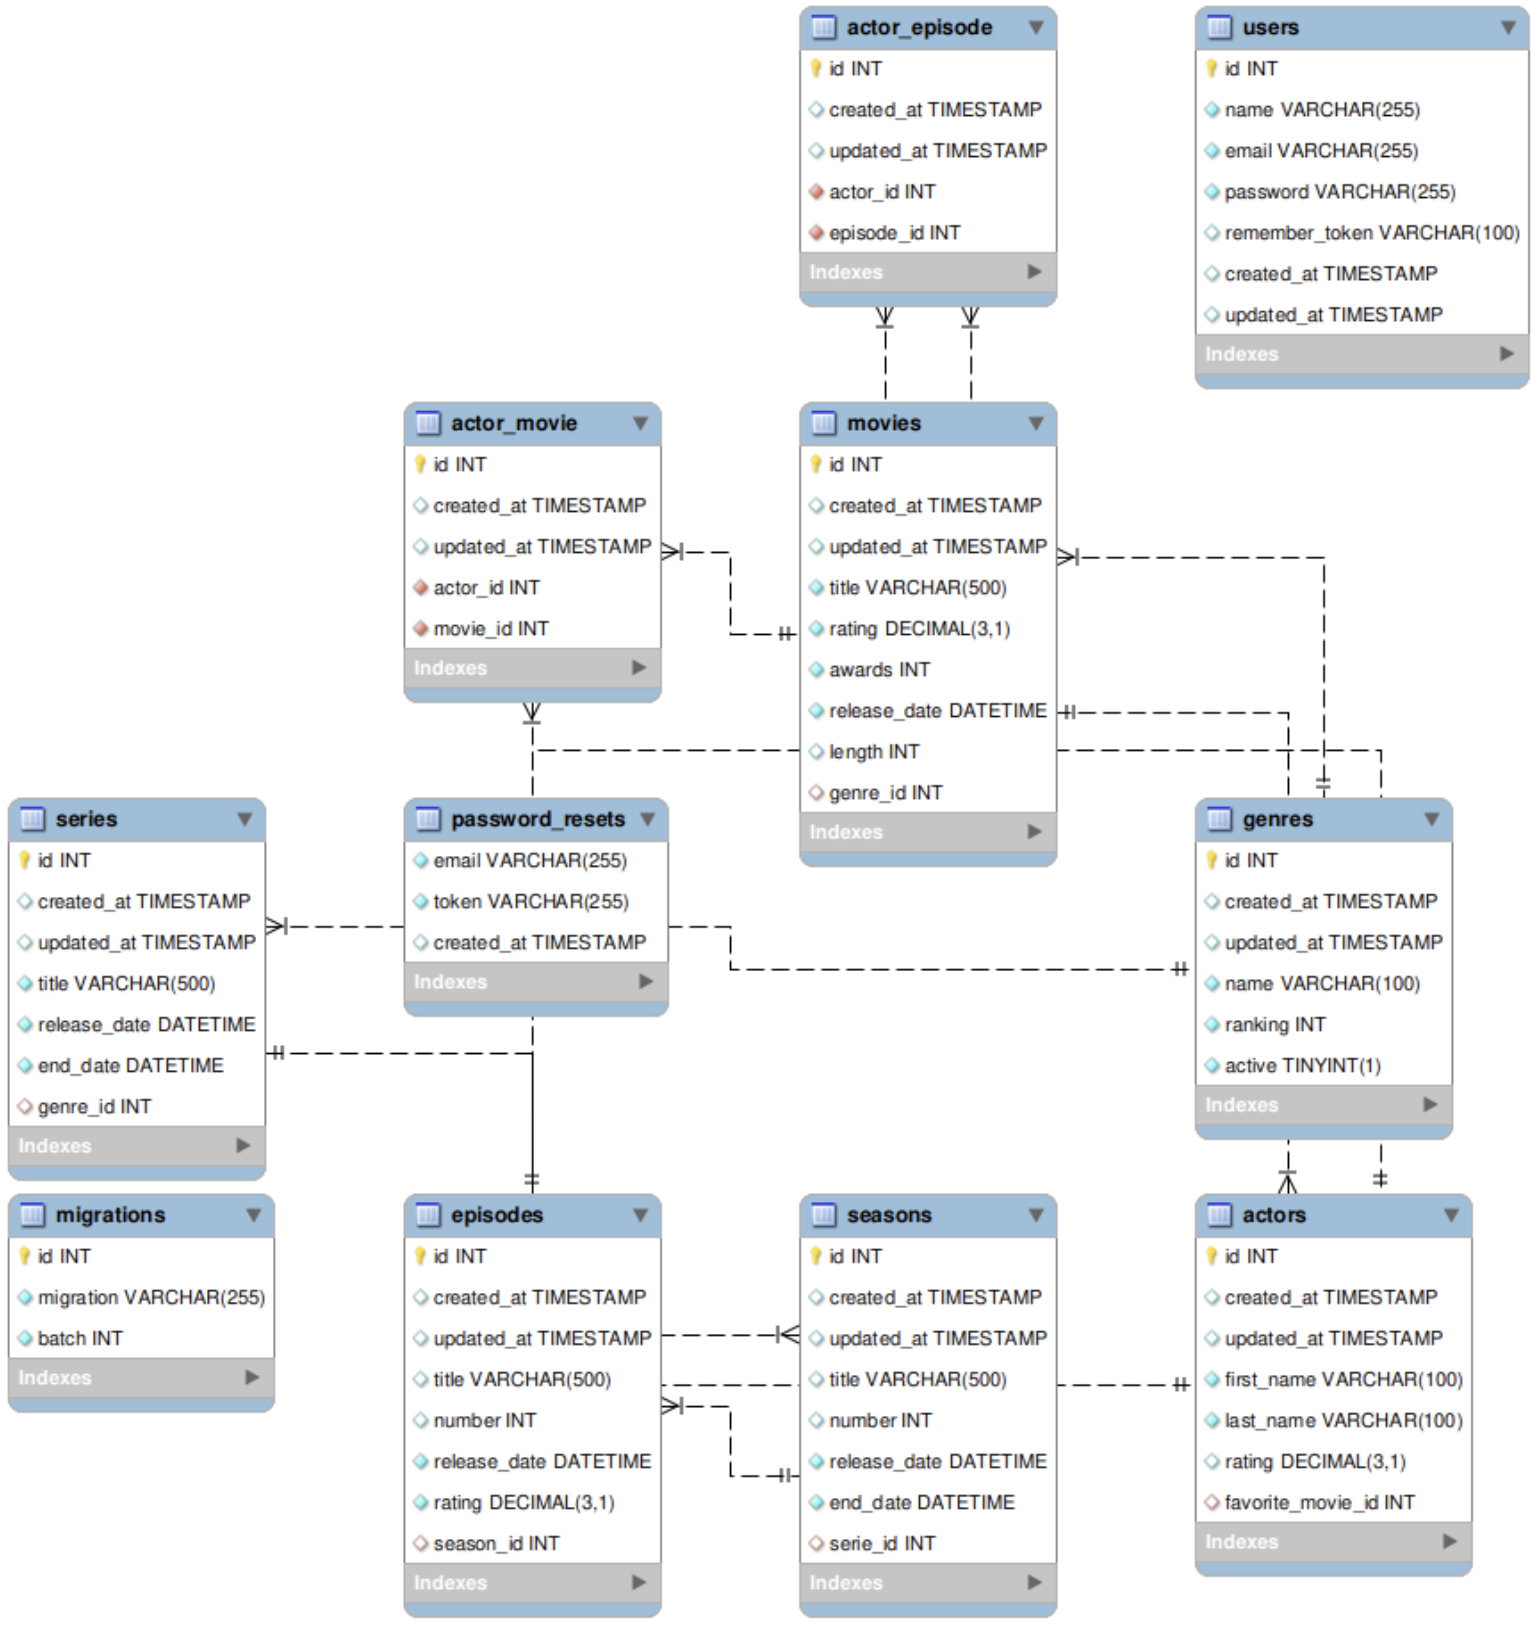 actor_episode
id INT
created_at TIMESTAMP
updated_at TIMESTAMP
actor_id INT
episode_id INT
Indexes
users
id INT
name VARCHAR(255)
email VARCHAR(255)
password VARCHAR(255)
remember_token VARCHAR(100)
created_at TIMESTAMP
updated_at TIMESTAMP
Indexes
actor_movie
id INT
created_at TIMESTAMP
updated_at TIMESTAMP
actor_id INT
movie_id INT
Indexes
movies
id INT
created_at TIMESTAMP
updated_at TIMESTAMP
title VARCHAR(500)
rating DECIMAL(3,1)
awards INT
release_date DATETIME
length INT
genre_id INT
Indexes
series
id INT
created_at TIMESTAMP
updated_at TIMESTAMP
title VARCHAR(500)
release_date DATETIME
end_date DATETIME
genre_id INT
Indexes
password_resets
email VARCHAR(255)
token VARCHAR(255)
created_at TIMESTAMP
Indexes
genres
id INT
created_at TIMESTAMP
updated_at TIMESTAMP
name VARCHAR(100)
ranking INT
active TINYINT(1)
Indexes
migrations
id INT
migration VARCHAR(255)
batch INT
Indexes
episodes
id INT
created_at TIMESTAMP
updated_at TIMESTAMP
title VARCHAR(500)
number INT
release_date DATETIME
rating DECIMAL(3,1)
season_id INT
Indexes
seasons
id INT
created_at TIMESTAMP
updated_at TIMESTAMP
title VARCHAR(500)
number INT
release_date DATETIME
end_date DATETIME
serie_id INT
Indexes
actors
id INT
created_at TIMESTAMP
updated_at TIMESTAMP
first_name VARCHAR(100)
last_name VARCHAR(100)
rating DECIMAL(3,1)
favorite_movie_id INT
Indexes